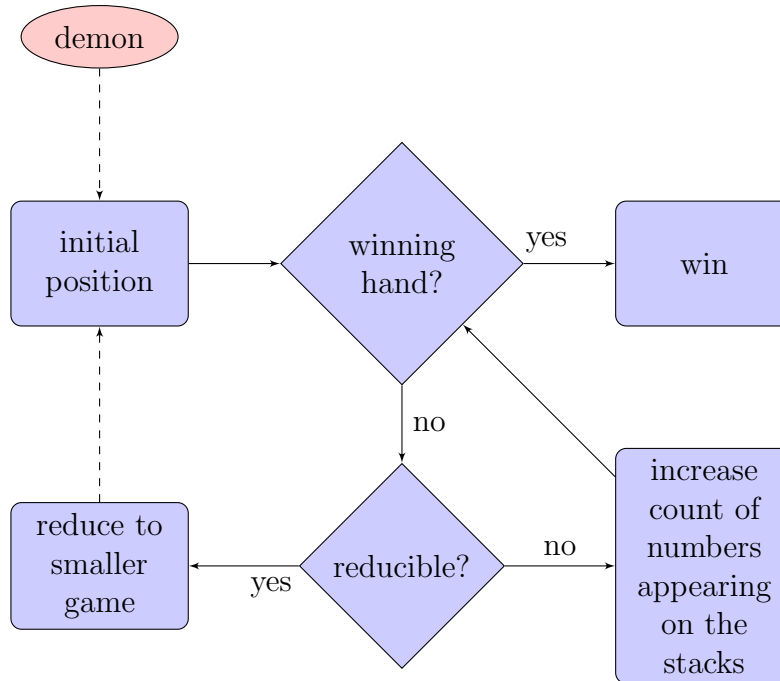 demon
initial
position
winning
hand?
yes
win
no
reduce to
smaller
game
yes
reducible?
no
increase
count of
numbers
appearing
on the
stacks